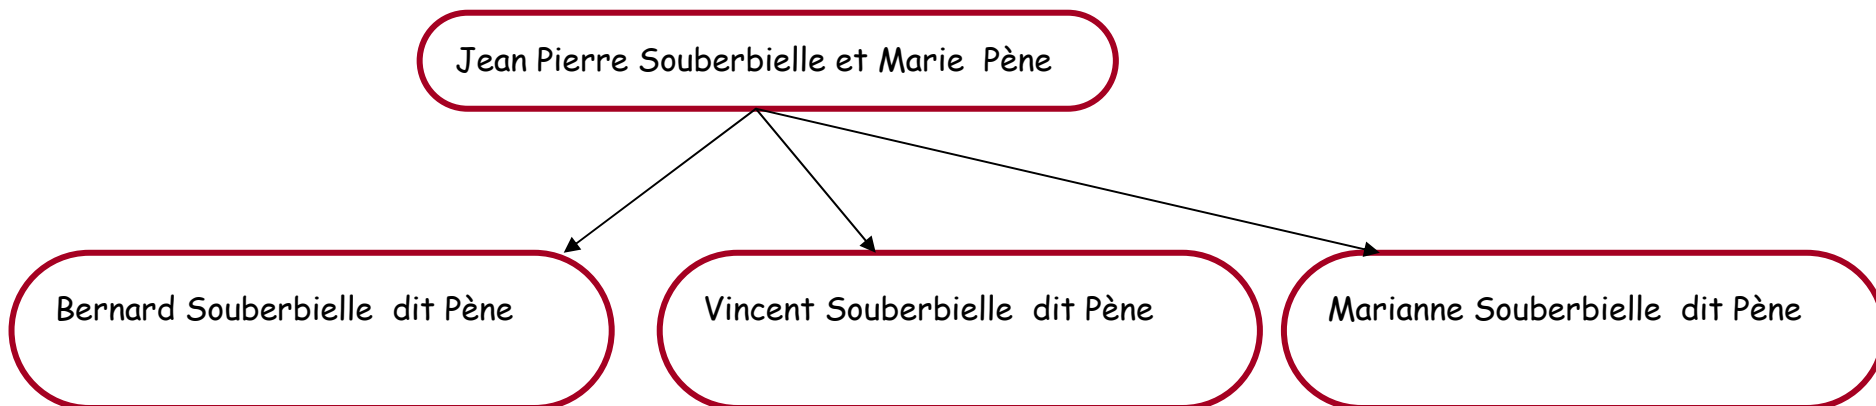 Jean Pierre Souberbielle et Marie Pène
Bernard Souberbielle dit Pène
Vincent Souberbielle dit Pène
Marianne Souberbielle dit Pène